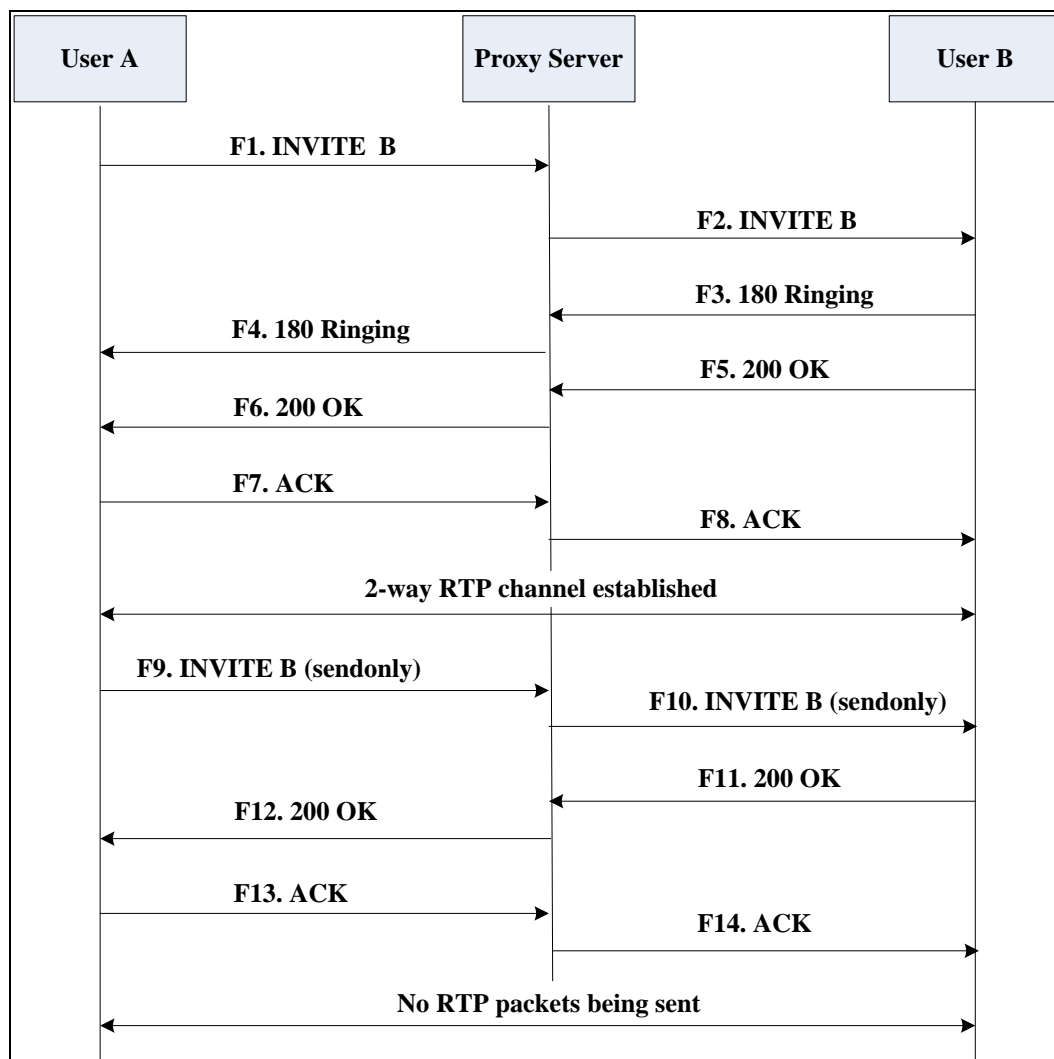 User A
Proxy Server
User B
F1. INVITE B
F2. INVITE B
F3. 180 Ringing
F4. 180 Ringing
F5. 200 OK
F6. 200 OK
F7. ACK
F8. ACK
2-way RTP channel established
F9. INVITE B (sendonly)
F10. INVITE B (sendonly)
F11. 200 OK
F12. 200 OK
F13. ACK
F14. ACK
No RTP packets being sent